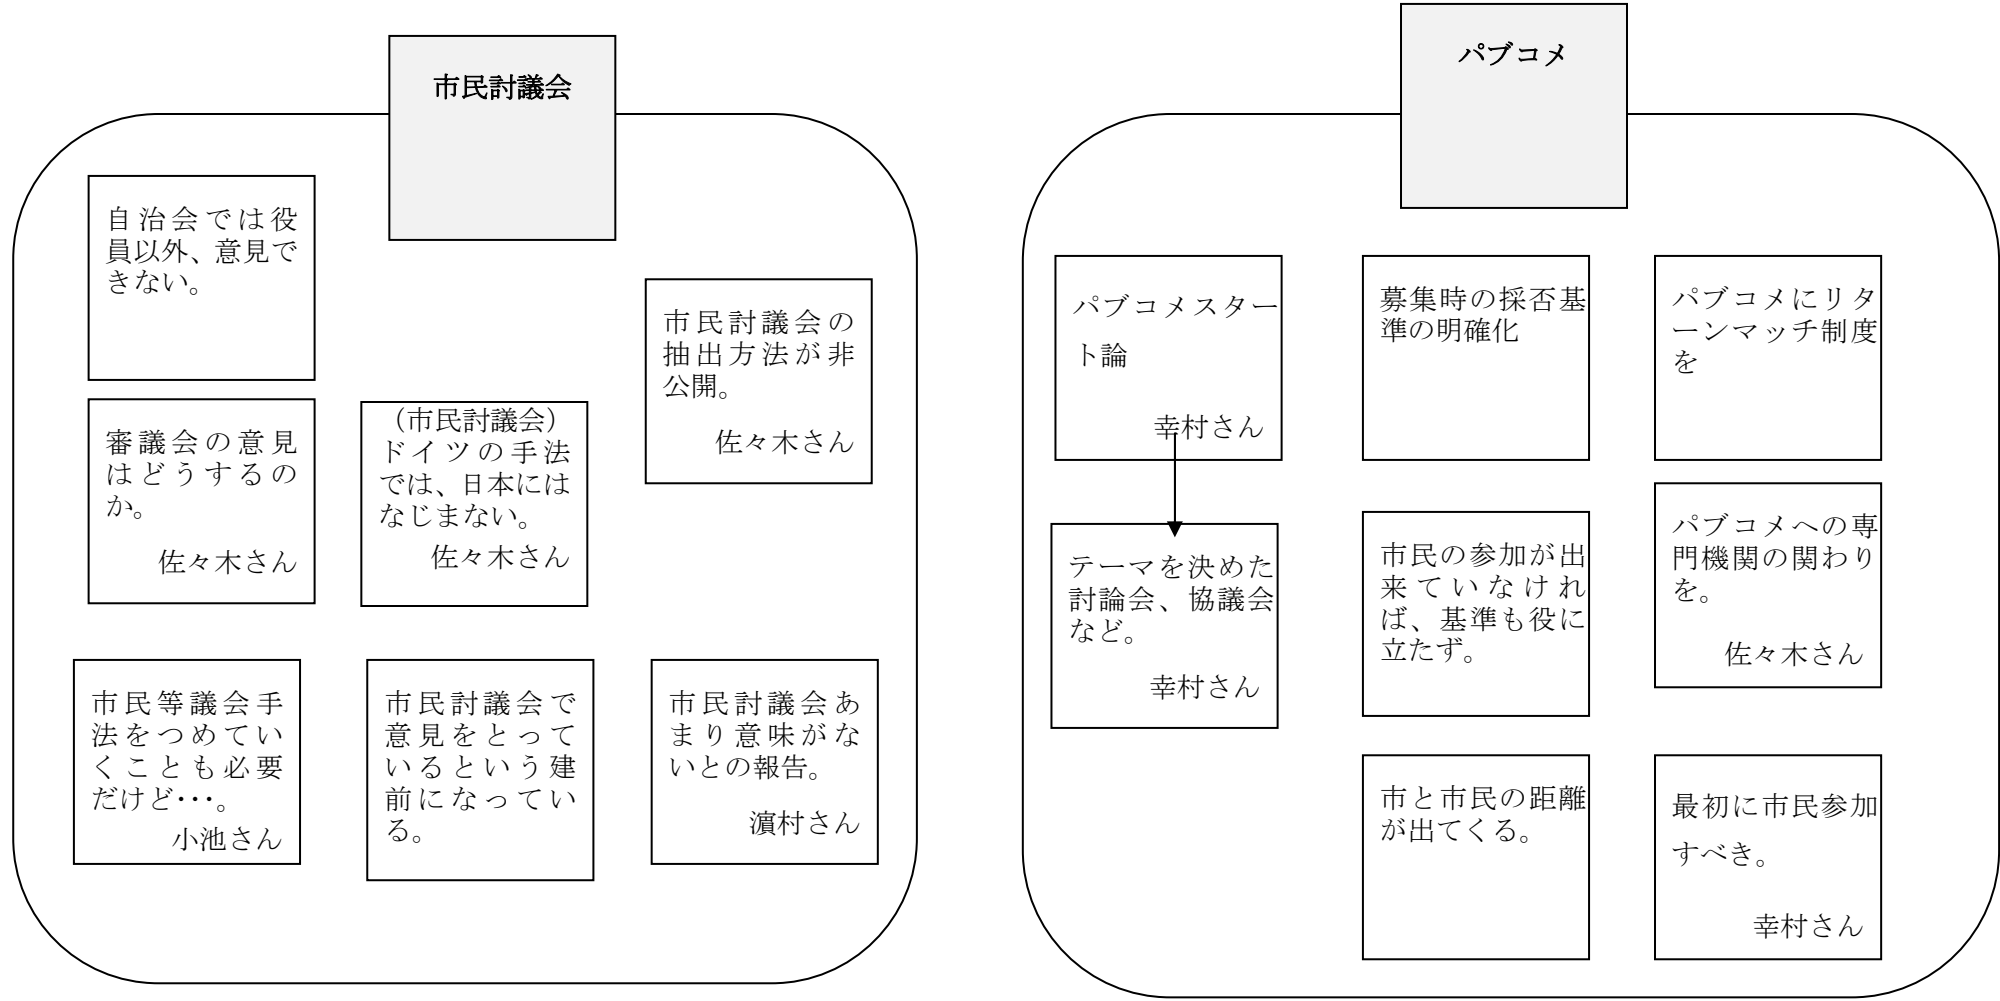 市民討議会
自治会では役
員以外、意見で
きない。
市民討議会の
抽出方法が非
公開。
佐々木さん
審議会の意見
はどうするの
か。
佐々木さん
（市民討議会）
ドイツの手法
では、日本には
なじまない。
佐々木さん
市民等議会手
法をつめてい
くことも必要
だけど･･･。
小池さん
市民討議会で
意見をとって
いるという建
前になってい
る。
市民討議会あ
まり意味がな
いとの報告。
濵村さん
パブコメ
パブコメスター
ト論
幸村さん
募集時の採否基
準の明確化
パブコメにリタ
ーンマッチ制度
を
テーマを決めた
討論会、協議会
など。
幸村さん
市民の参加が出
来ていなけれ
ば、基準も役に
立たず。
パブコメへの専
門機関の関わり
を。
佐々木さん
市と市民の距離
が出てくる。
最初に市民参加
すべき。
幸村さん